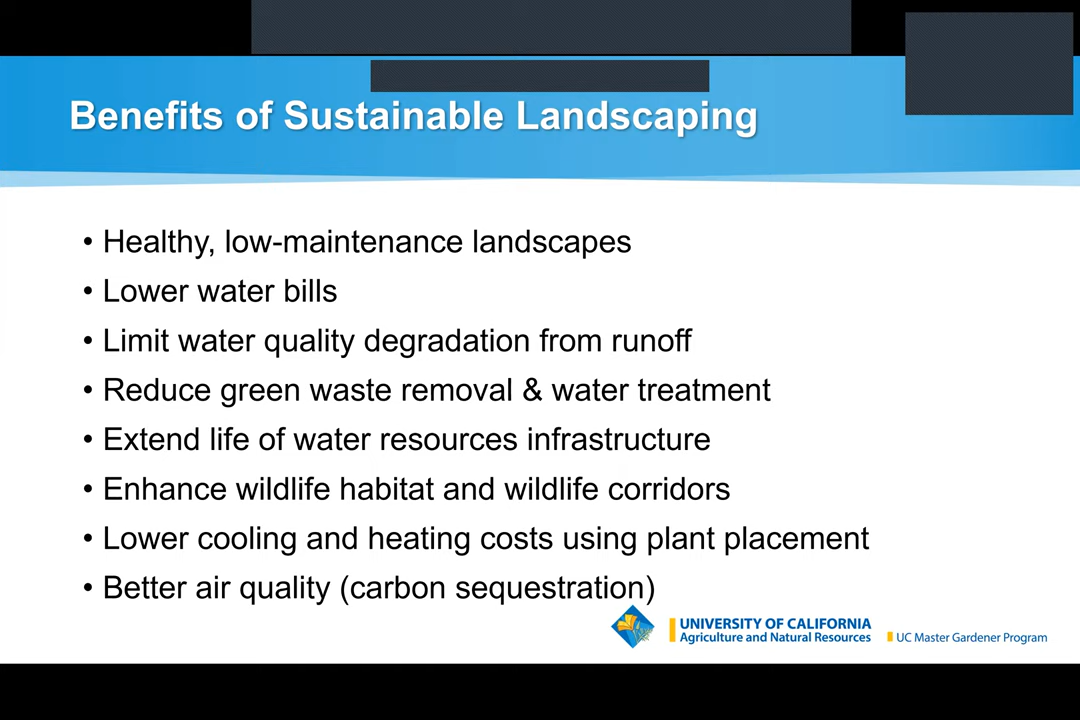 Benefits of Sustainable Landscaping
• Healthy, low-maintenance landscapes
• Lower water bills
• Limit water quality degradation from runoff
• Reduce green waste removal & water treatment
• Extend life of water resources infrastructure
• Enhance wildlife habitat and wildlife corridors
• Lower cooling and heating costs using plant placement
• Better air quality (carbon sequestration)
UNIVERSITY OF CALIFORNIA
Agriculture and Natural Resources
UC Master Gardener Program